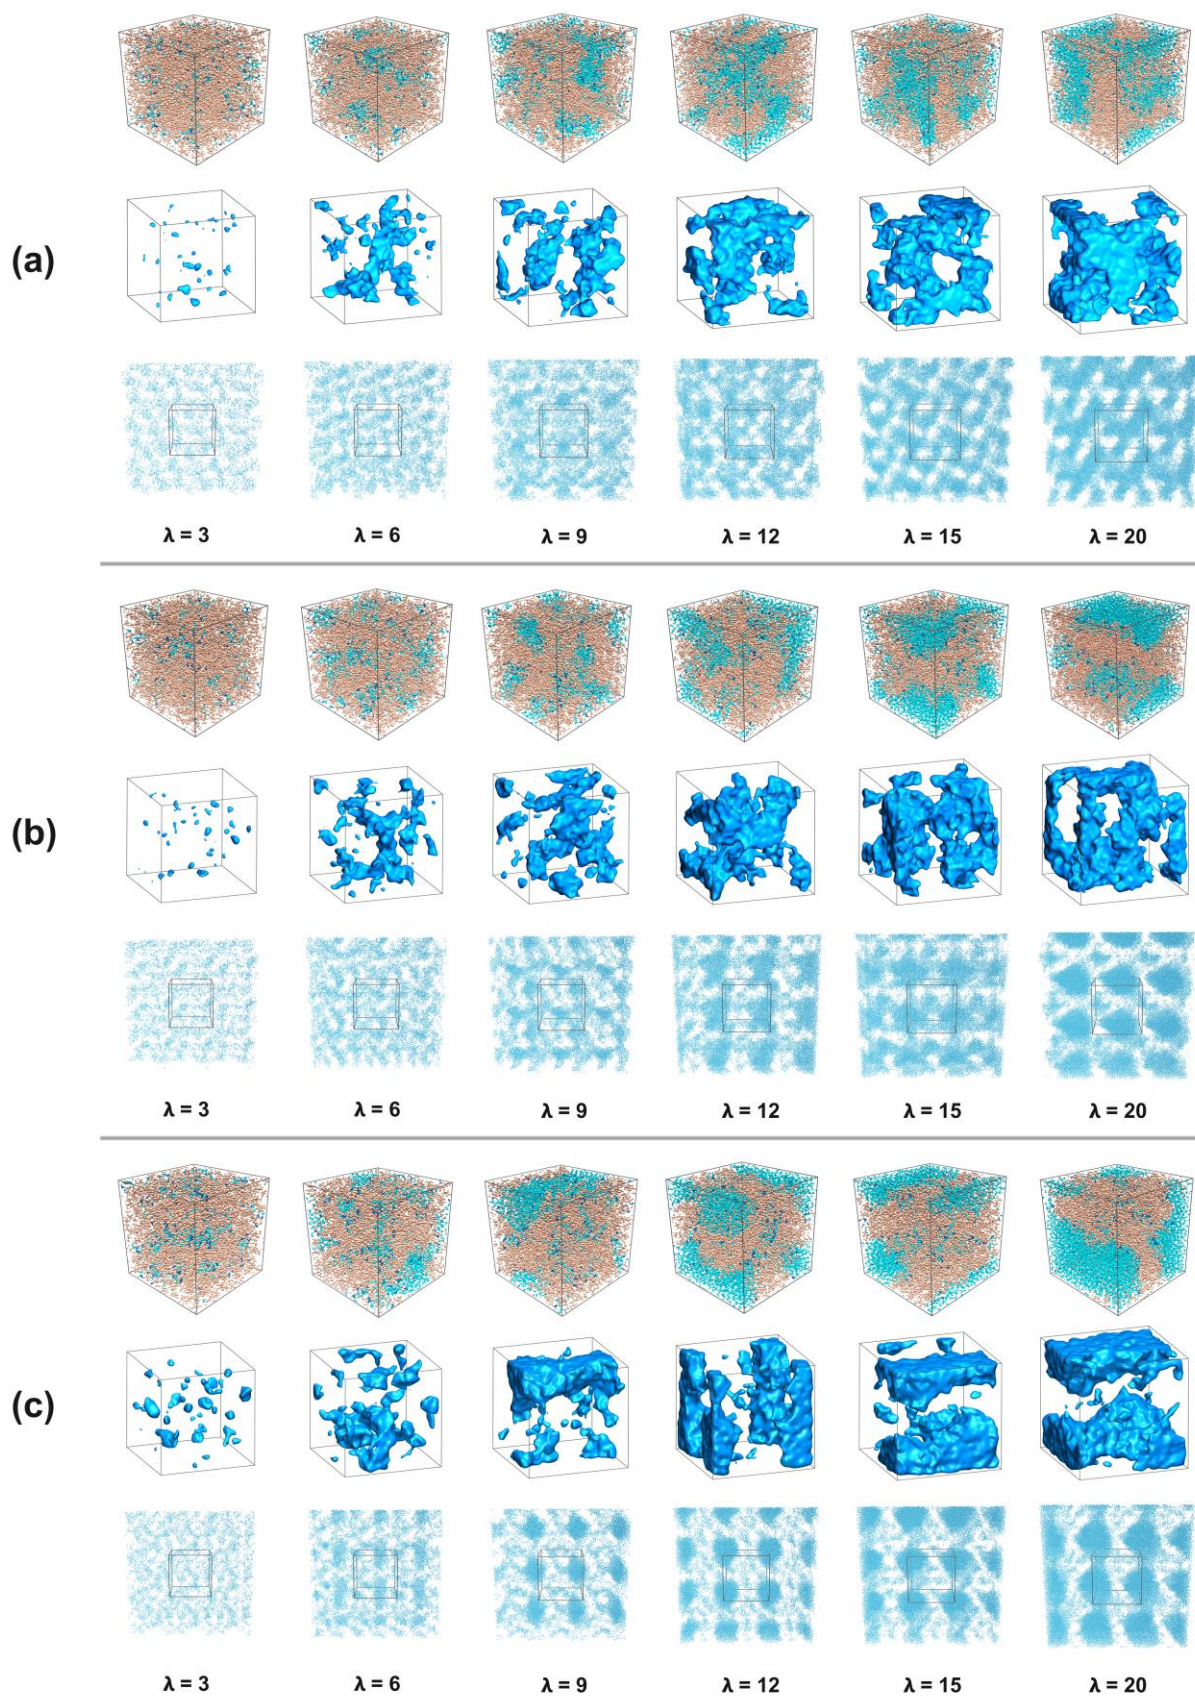 (a)
λ = 3 λ = 6 λ = 9 λ = 12 λ = 15 λ = 20
(b)
λ = 3 λ = 6 λ = 9 λ = 12 λ = 15 λ = 20
(c)
λ = 3 λ = 6 λ = 9 λ = 12 λ = 15 λ = 20